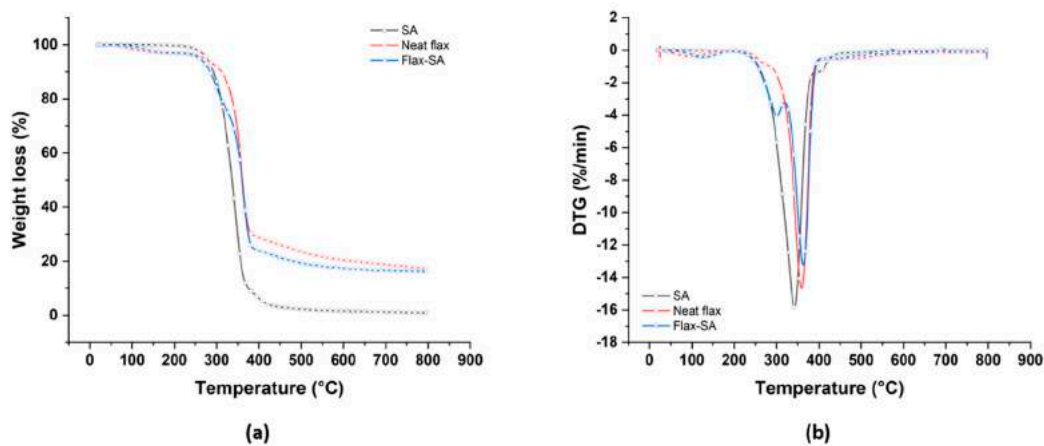 SA
Neat flax
Flax-SA
100
80
60
40
20
0
Weight loss (%)
0 100 200 300 400 500 600 700 800 900
Temperature (°C)
(a)
0
-2
-4
-6
-8
-10
-12
-14
-16
-18
DTG (%/min)
SA
Neat flax
Flax-SA
0 100 200 300 400 500 600 700 800 900
Temperature (°C)
(b)